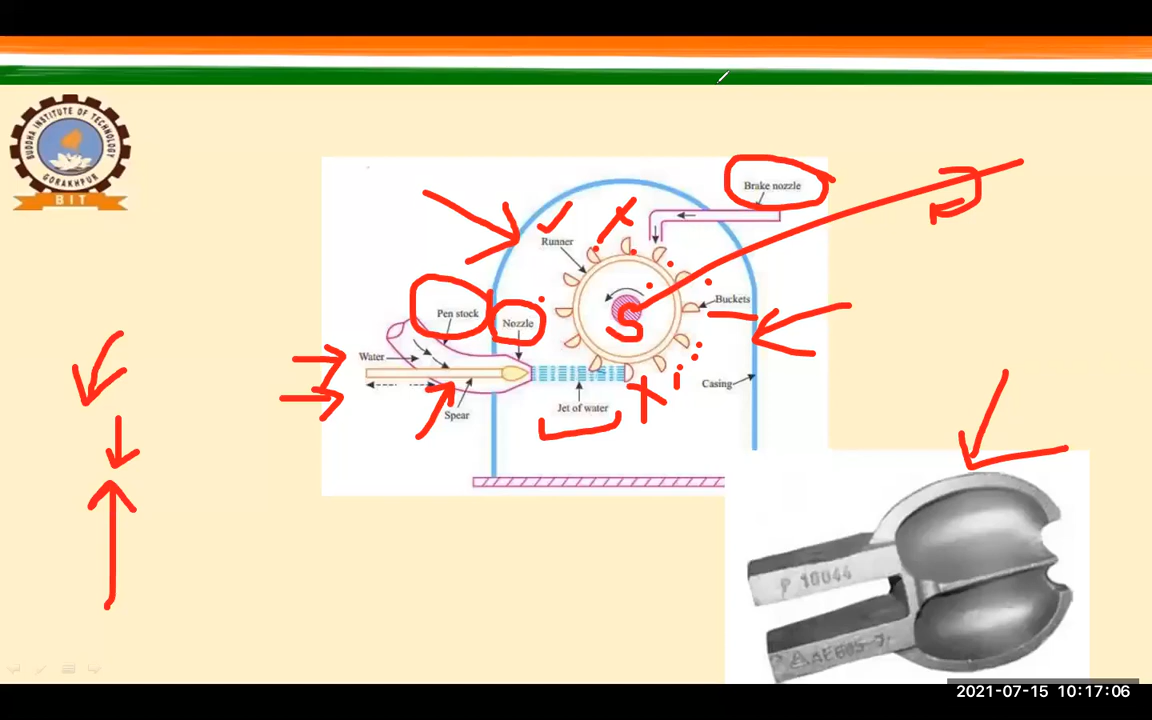 BUDDHA INSTITUTE OF TECHNOLOGY
GORAKHPUR
BIT
Brake nozzle
Runner
Buckets
Pen stock
Nozzle
Water
Casing
Jet of water
Spear
P 10044
2021-07-15 10:17:06